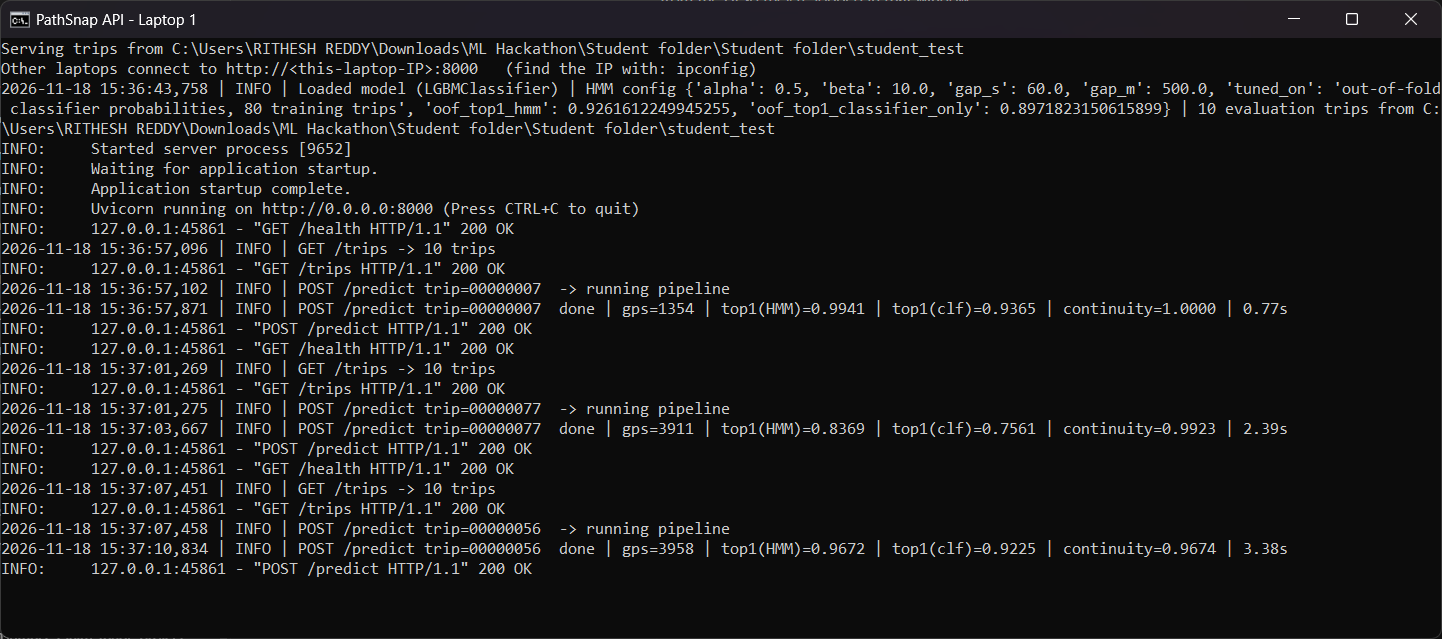 PathSnap API - Laptop 1
Serving trips from C:\Users\RITHESH REDDY\Downloads\ML Hackathon\Student folder\Student folder\student_test
Other laptops connect to http://<this-laptop-IP>:8000   (find the IP with: ipconfig)
2026-11-18 15:36:43,758 | INFO | Loaded model (LGBMClassifier) | HMM config {'alpha': 0.5, 'beta': 10.0, 'gap_s': 60.0, 'gap_m': 500.0, 'tuned_on': 'out-of-fold
 classifier probabilities, 80 training trips', 'oof_top1_hmm': 0.9261612249945255, 'oof_top1_classifier_only': 0.8971823150615899} | 10 evaluation trips from C:
\Users\RITHESH REDDY\Downloads\ML Hackathon\Student folder\Student folder\student_test
INFO:     Started server process [9652]
INFO:     Waiting for application startup.
INFO:     Application startup complete.
INFO:     Uvicorn running on http://0.0.0.0:8000 (Press CTRL+C to quit)
INFO:     127.0.0.1:45861 - "GET /health HTTP/1.1" 200 OK
2026-11-18 15:36:57,096 | INFO | GET /trips -> 10 trips
INFO:     127.0.0.1:45861 - "GET /trips HTTP/1.1" 200 OK
2026-11-18 15:36:57,102 | INFO | POST /predict trip=00000007  -> running pipeline
2026-11-18 15:36:57,871 | INFO | POST /predict trip=00000007  done | gps=1354 | top1(HMM)=0.9941 | top1(clf)=0.9365 | continuity=1.0000 | 0.77s
INFO:     127.0.0.1:45861 - "POST /predict HTTP/1.1" 200 OK
INFO:     127.0.0.1:45861 - "GET /health HTTP/1.1" 200 OK
2026-11-18 15:37:01,269 | INFO | GET /trips -> 10 trips
INFO:     127.0.0.1:45861 - "GET /trips HTTP/1.1" 200 OK
2026-11-18 15:37:01,275 | INFO | POST /predict trip=00000077  -> running pipeline
2026-11-18 15:37:03,667 | INFO | POST /predict trip=00000077  done | gps=3911 | top1(HMM)=0.8369 | top1(clf)=0.7561 | continuity=0.9923 | 2.39s
INFO:     127.0.0.1:45861 - "POST /predict HTTP/1.1" 200 OK
INFO:     127.0.0.1:45861 - "GET /health HTTP/1.1" 200 OK
2026-11-18 15:37:07,451 | INFO | GET /trips -> 10 trips
INFO:     127.0.0.1:45861 - "GET /trips HTTP/1.1" 200 OK
2026-11-18 15:37:07,458 | INFO | POST /predict trip=00000056  -> running pipeline
2026-11-18 15:37:10,834 | INFO | POST /predict trip=00000056  done | gps=3958 | top1(HMM)=0.9672 | top1(clf)=0.9225 | continuity=0.9674 | 3.38s
INFO:     127.0.0.1:45861 - "POST /predict HTTP/1.1" 200 OK